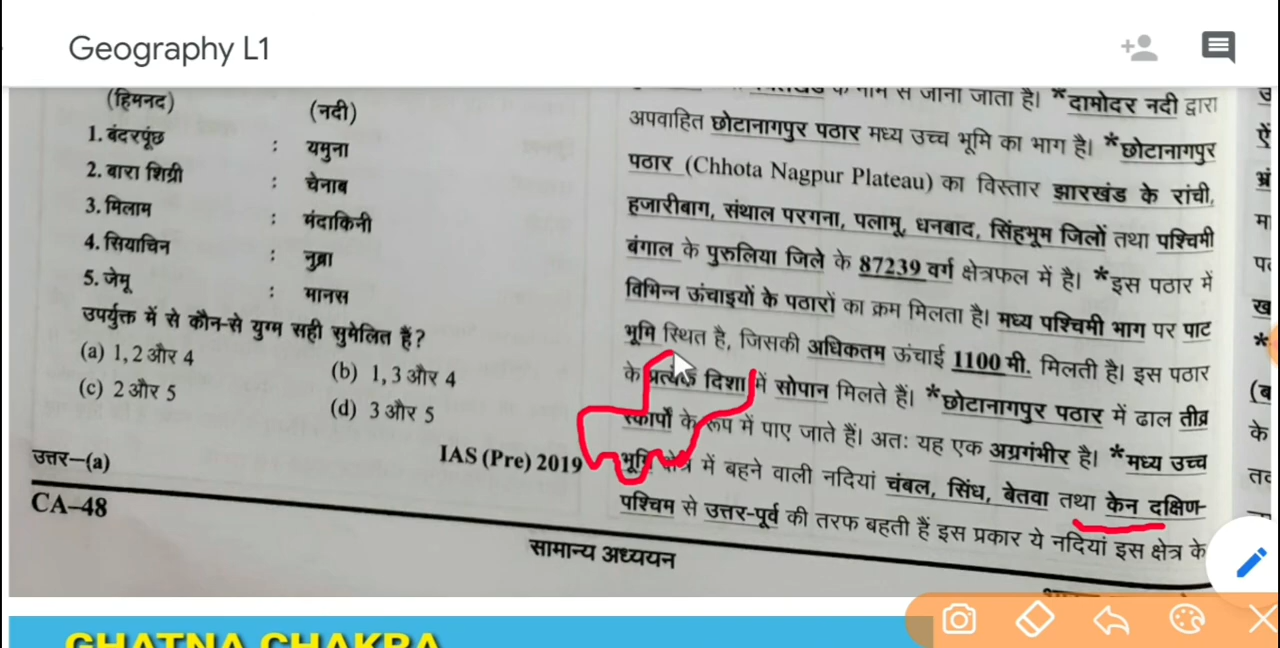 Geography L1
(हिमनद)
(नदी)
1. बंदरपूंछ : यमुना
2. बारा शिग्री : चेनाब
3. मिलाम : मंदाकिनी
4. सियाचिन : नुब्रा
5. जेमू : मानस
उपर्युक्त में से कौन-से युग्म सही सुमेलित हैं?
(a) 1, 2 और 4
(b) 1, 3 और 4
(c) 2 और 5
(d) 3 और 5
उत्तर—(a)
IAS (Pre) 2019
CA–48
के नाम से जाना जाता है। *दामोदर नदी द्वारा
अपवाहित छोटानागपुर पठार मध्य उच्च भूमि का भाग है। *छोटानागपुर
पठार (Chhota Nagpur Plateau) का विस्तार झारखंड के रांची,
हजारीबाग, संथाल परगना, पलामू, धनबाद, सिंहभूम जिलों तथा पश्चिमी
बंगाल के पुरुलिया जिले के 87239 वर्ग क्षेत्रफल में है। *इस पठार में
विभिन्न ऊंचाइयों के पठारों का क्रम मिलता है। मध्य पश्चिमी भाग पर पाट
भूमि स्थित है, जिसकी अधिकतम ऊंचाई 1100 मी. मिलती है। इस पठार
के प्रत्येक दिशा में सोपान मिलते हैं। *छोटानागपुर पठार में ढाल तीव्र
स्कार्पों के रूप में पाए जाते हैं। अतः यह एक अग्रगंभीर है। *मध्य उच्च
भूमि क्षेत्र में बहने वाली नदियां चंबल, सिंध, बेतवा तथा केन दक्षिण-
पश्चिम से उत्तर-पूर्व की तरफ बहती हैं इस प्रकार ये नदियां इस क्षेत्र के
सामान्य अध्ययन
GHATNA CHAKRA